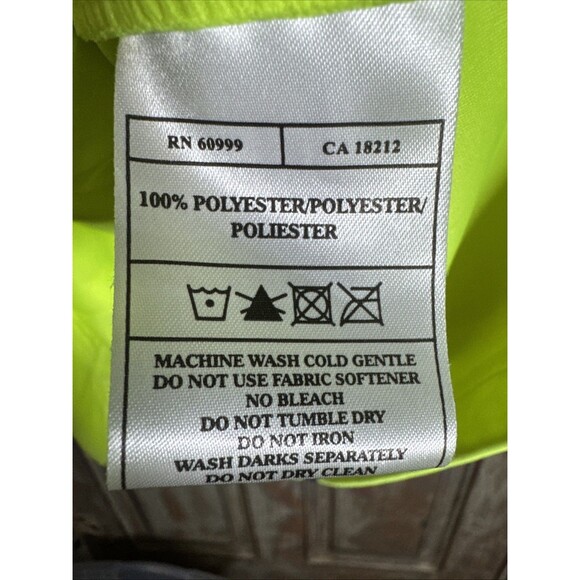 RN 60999 CA 18212
100% POLYESTER/POLYESTER/
POLIESTER
MACHINE WASH COLD GENTLE
DO NOT USE FABRIC SOFTENER
NO BLEACH
DO NOT TUMBLE DRY
DO NOT IRON
WASH DARKS SEPARATELY
DO NOT DRY CLEAN